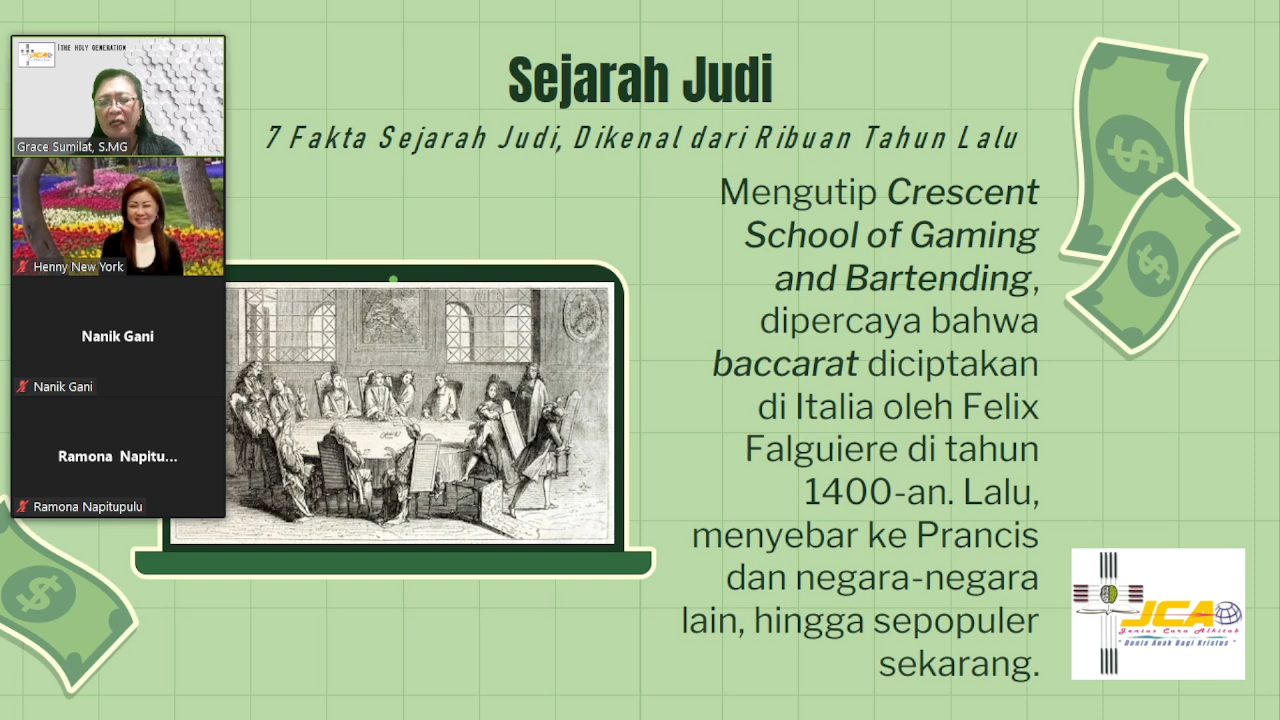 THE HOLY GENERATION
Grace Sumilat, S.MG
Henny New York
Nanik Gani
Nanik Gani
Ramona Napitu...
Ramona Napitupulu
Sejarah Judi
7 Fakta Sejarah Judi, Dikenal dari Ribuan Tahun Lalu
Mengutip Crescent
School of Gaming
and Bartending,
dipercaya bahwa
baccarat diciptakan
di Italia oleh Felix
Falguiere di tahun
1400-an. Lalu,
menyebar ke Prancis
dan negara-negara
lain, hingga sepopuler
sekarang.
JCA
Jenius Cara Alkitab
"Dunia Anak Bagi Kristus"